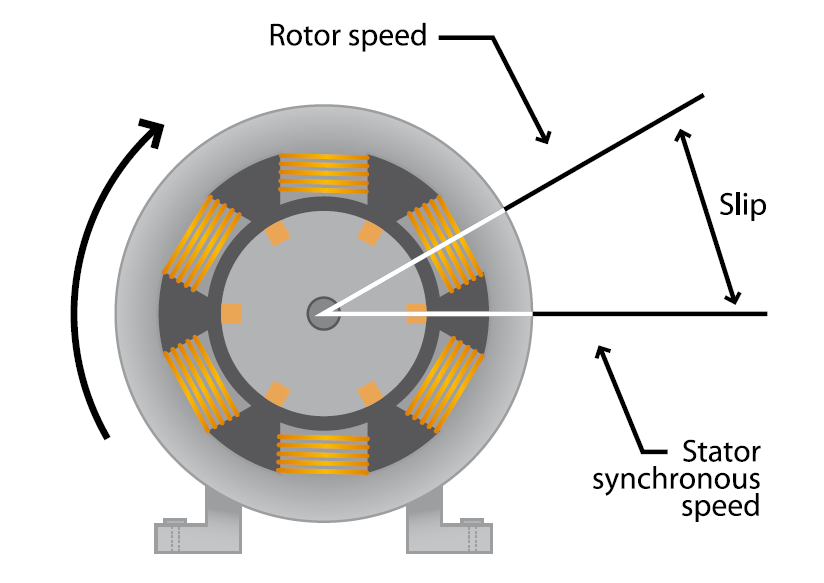 Rotor speed
Slip
Stator
synchronous
speed